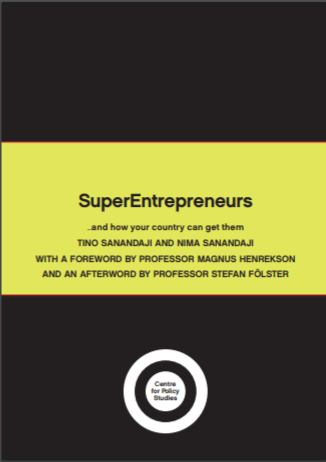 SuperEntrepreneurs
..and how your country can get them
TINO SANANDAJI AND NIMA SANANDAJI
WITH A FOREWORD BY PROFESSOR MAGNUS HENREKSON
AND AN AFTERWORD BY PROFESSOR STEFAN FÖLSTER
Centre
for Policy
Studies